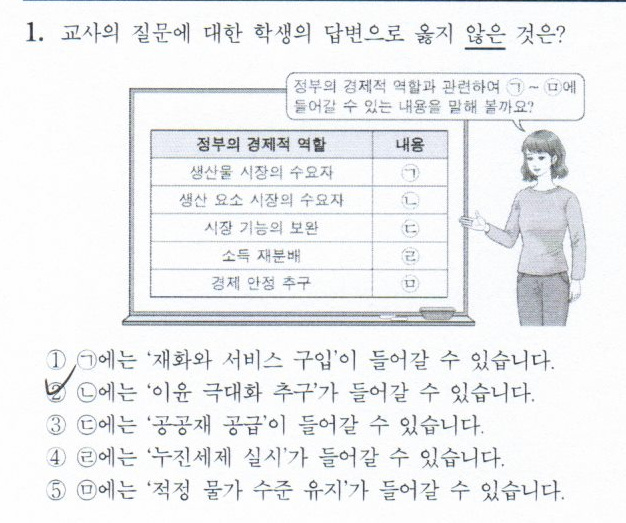 1. 교사의 질문에 대한 학생의 답변으로 옳지 않은 것은?
정부의 경제적 역할과 관련하여 ㉠ ~ ㉤에
들어갈 수 있는 내용을 말해 볼까요?
정부의 경제적 역할 내용
생산물 시장의 수요자 ㉠
생산 요소 시장의 수요자 ㉡
시장 기능의 보완 ㉢
소득 재분배 ㉣
경제 안정 추구 ㉤
① ㉠에는 ‘재화와 서비스 구입’이 들어갈 수 있습니다.
② ㉡에는 ‘이윤 극대화 추구’가 들어갈 수 있습니다.
③ ㉢에는 ‘공공재 공급’이 들어갈 수 있습니다.
④ ㉣에는 ‘누진세제 실시’가 들어갈 수 있습니다.
⑤ ㉤에는 ‘적정 물가 수준 유지’가 들어갈 수 있습니다.